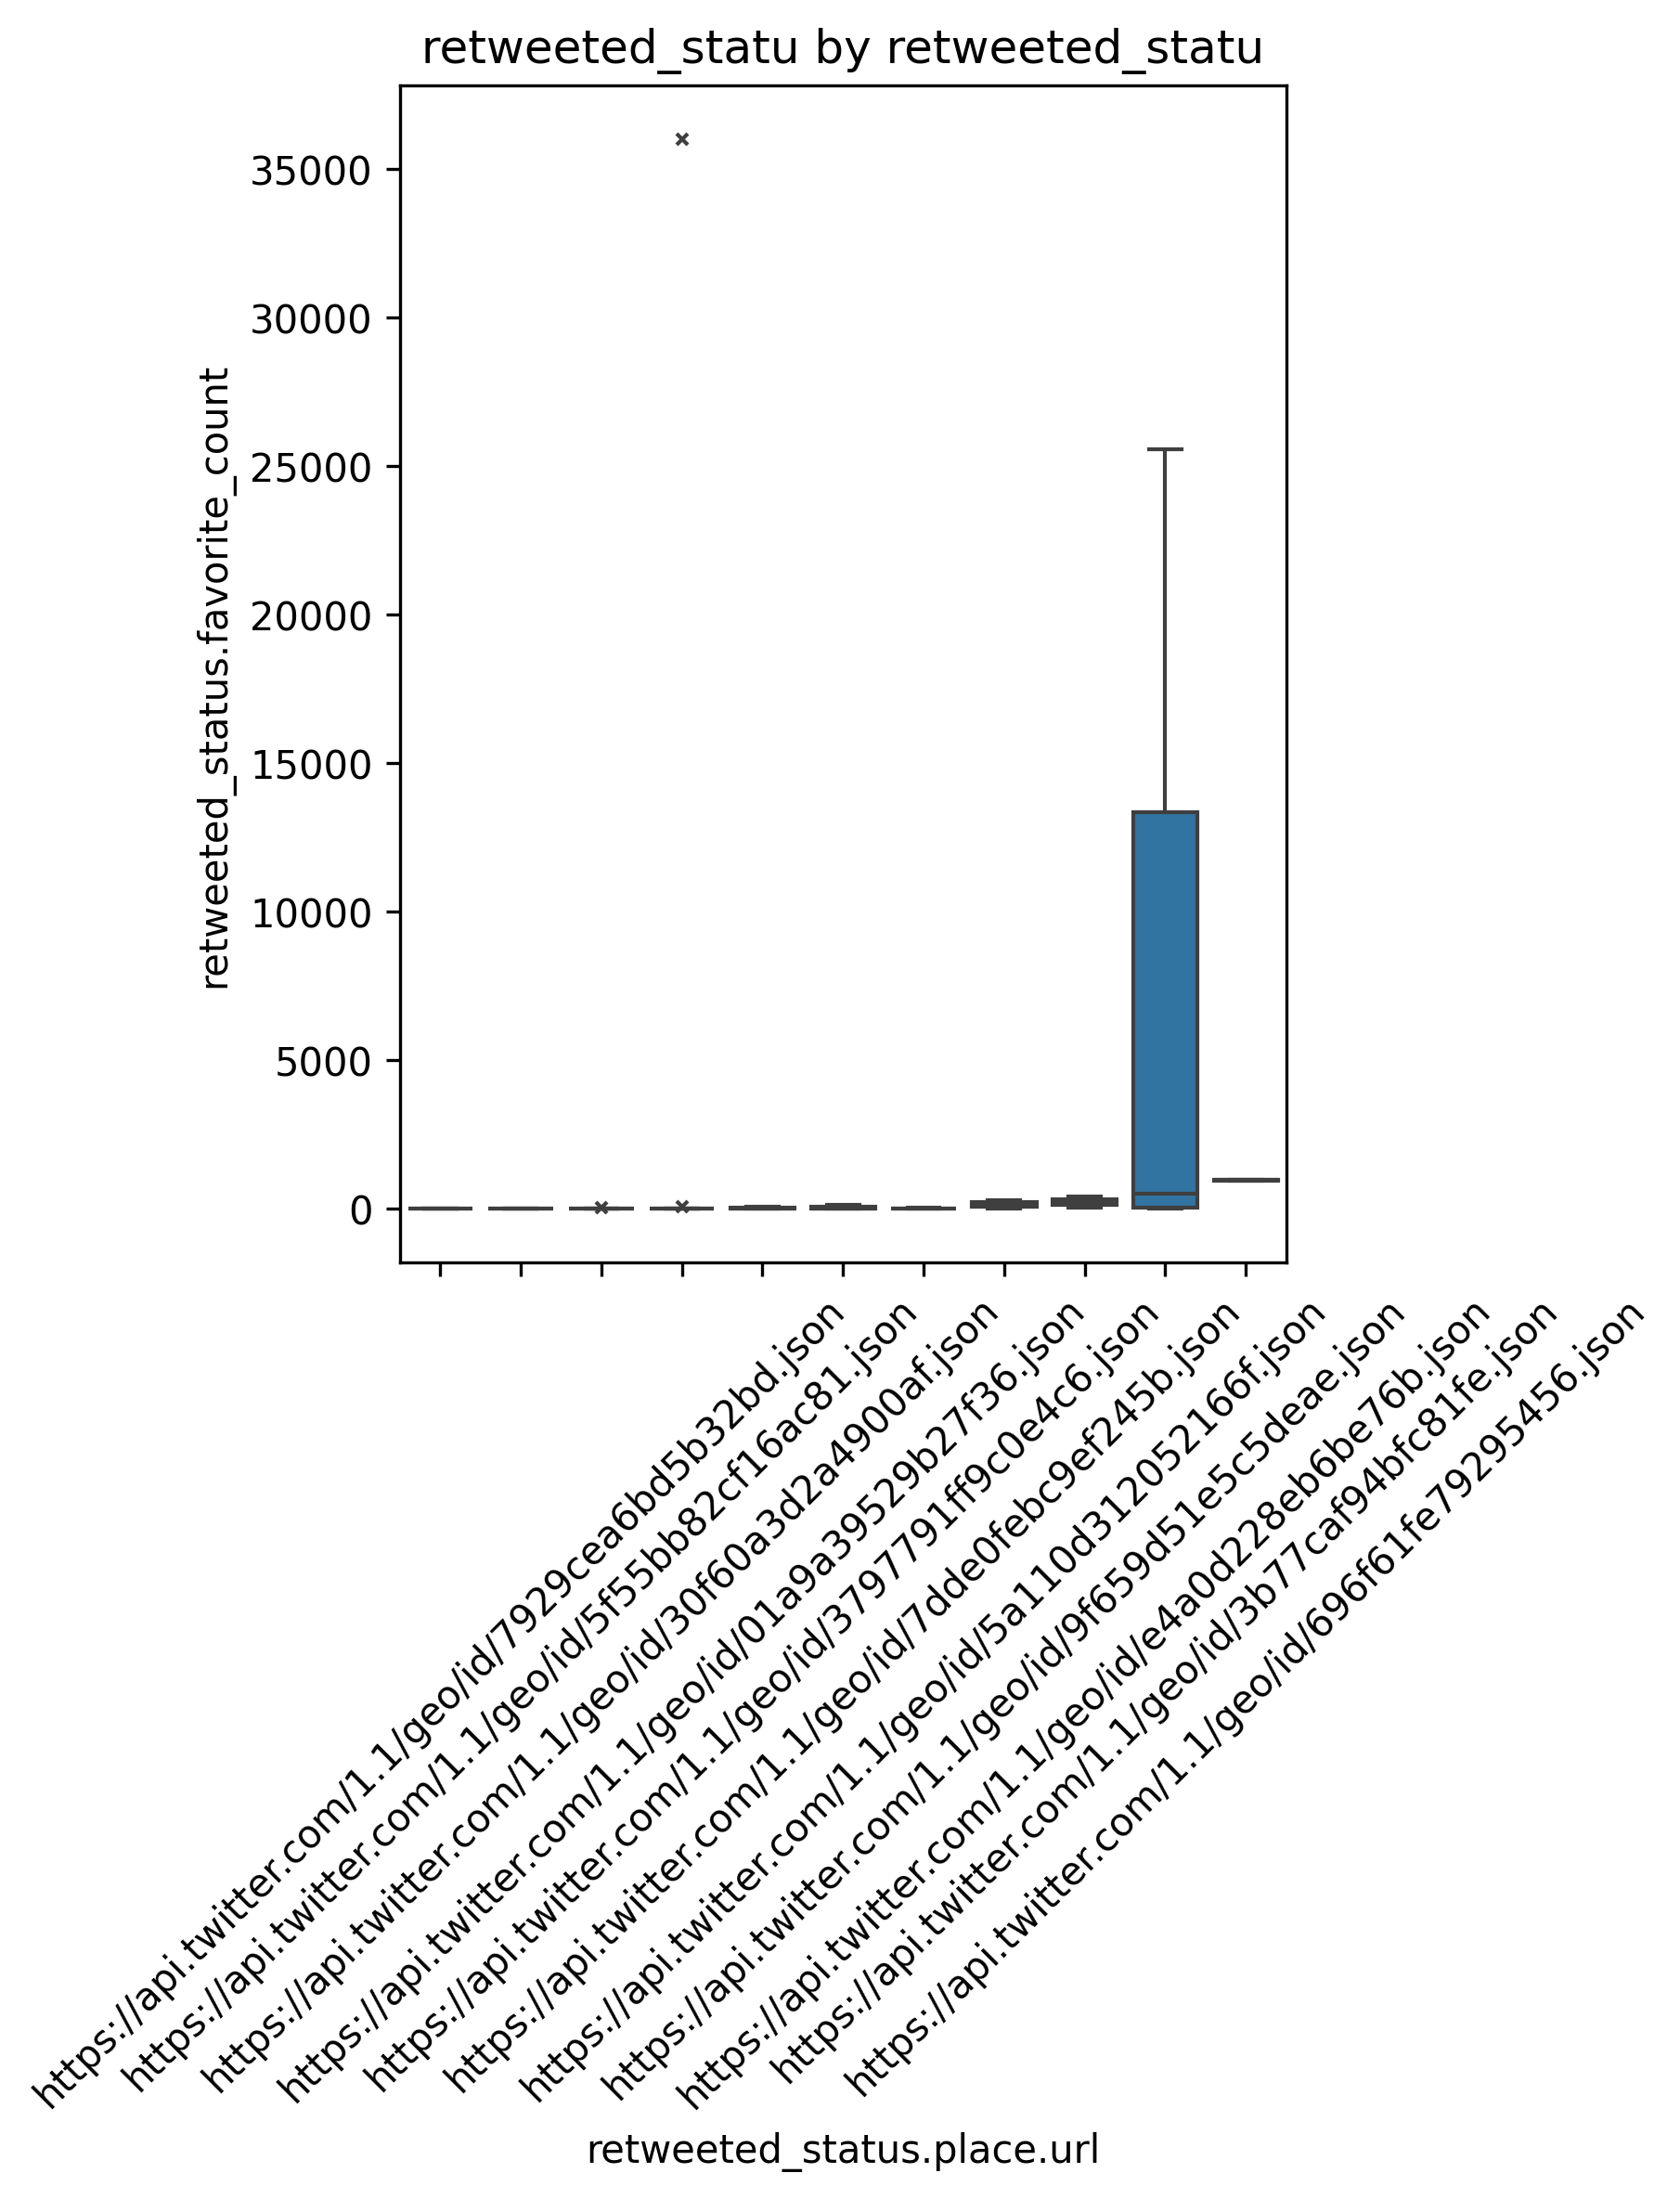 retweeted_statu by retweeted_statu
retweeted_status.favorite_count
35000
30000
25000
20000
15000
10000
5000
0
https://api.twitter.com/1.1/geo/id/7929cea6bd5b32bd.json
https://api.twitter.com/1.1/geo/id/5f55bb82cf16ac81.json
https://api.twitter.com/1.1/geo/id/30f60a3d2a4900af.json
https://api.twitter.com/1.1/geo/id/01a9a39529b27f36.json
https://api.twitter.com/1.1/geo/id/3797791ff9c0e4c6.json
https://api.twitter.com/1.1/geo/id/7dde0febc9ef245b.json
https://api.twitter.com/1.1/geo/id/5a110d312052166f.json
https://api.twitter.com/1.1/geo/id/9f659d51e5c5deae.json
https://api.twitter.com/1.1/geo/id/e4a0d228eb6be76b.json
https://api.twitter.com/1.1/geo/id/3b77caf94bfc81fe.json
https://api.twitter.com/1.1/geo/id/696f61fe79295456.json
retweeted_status.place.url